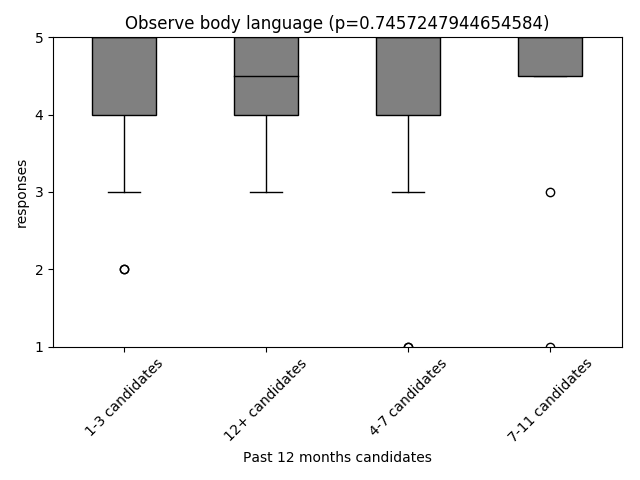 Observe body language (p=0.7457247944654584)
5
4
3
2
1
responses
1-3 candidates
12+ candidates
4-7 candidates
7-11 candidates
Past 12 months candidates